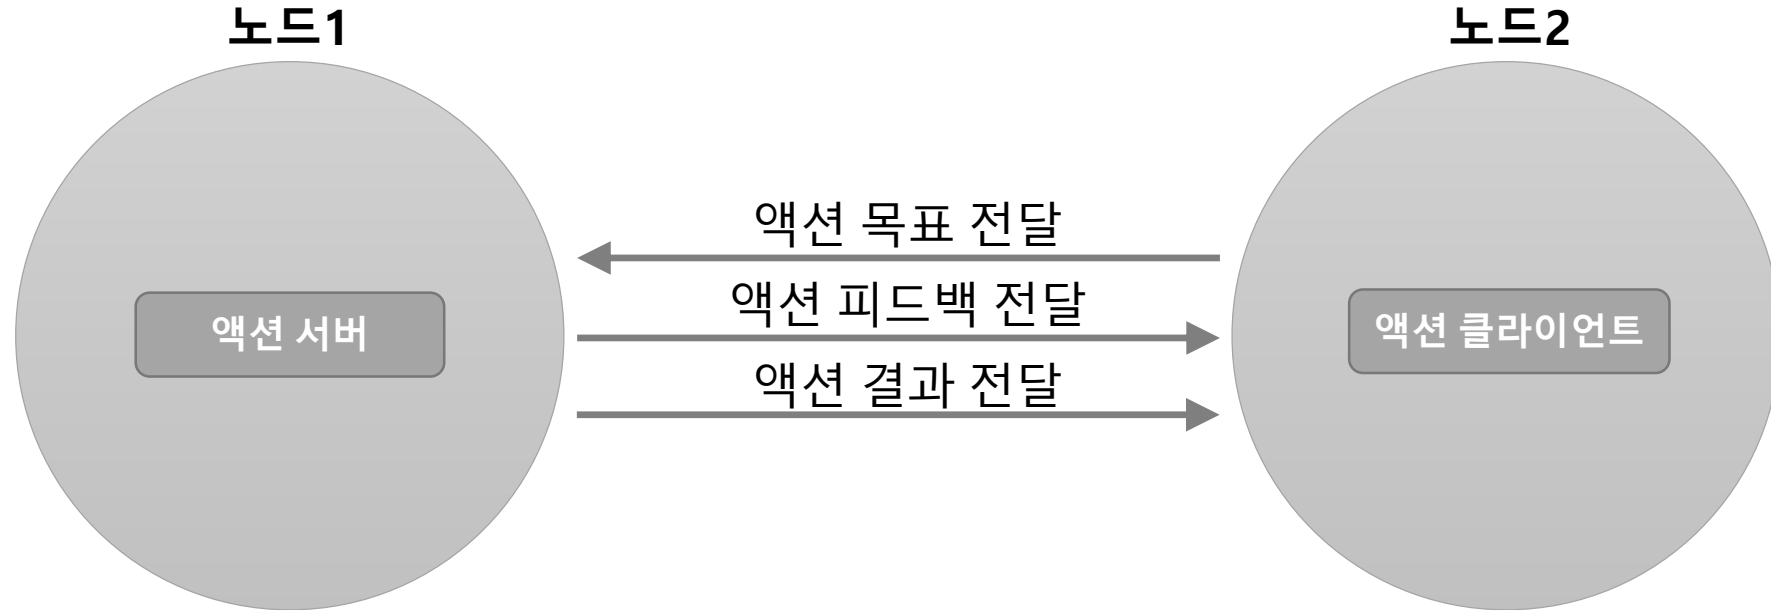 노드1
노드2
액션 목표 전달
액션 피드백 전달
액션 서버
액션 클라이언트
액션 결과 전달